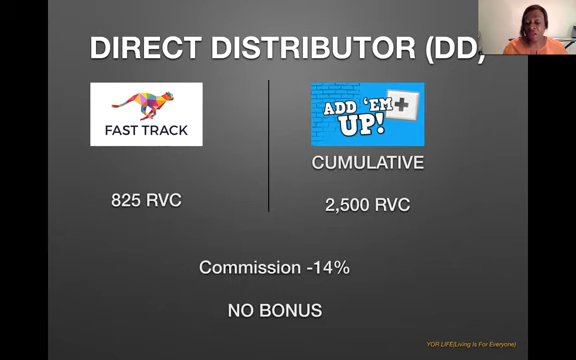 DIRECT DISTRIBUTOR (DD,
FAST TRACK
ADD 'EM
UP!
CUMULATIVE
825 RVC
2,500 RVC
Commission -14%
NO BONUS
YOR LIFE(Living Is For Everyone)